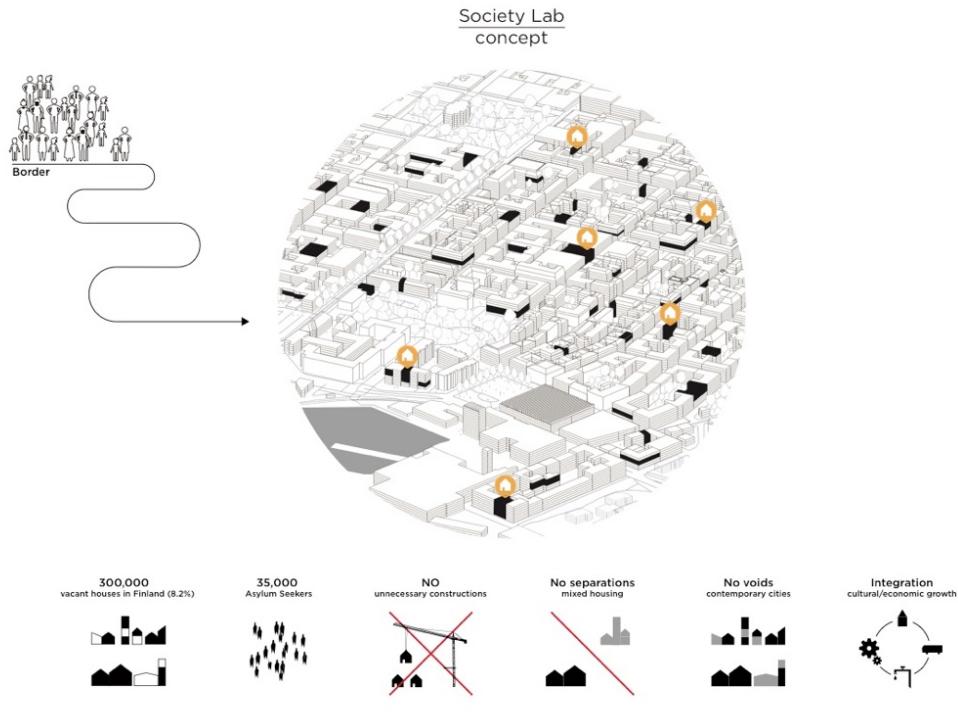 Society Lab
concept
Border
300,000
vacant houses in Finland (8.2%)
35,000
Asylum Seekers
NO
unnecessary constructions
No separations
mixed housing
No voids
contemporary cities
Integration
cultural/economic growth